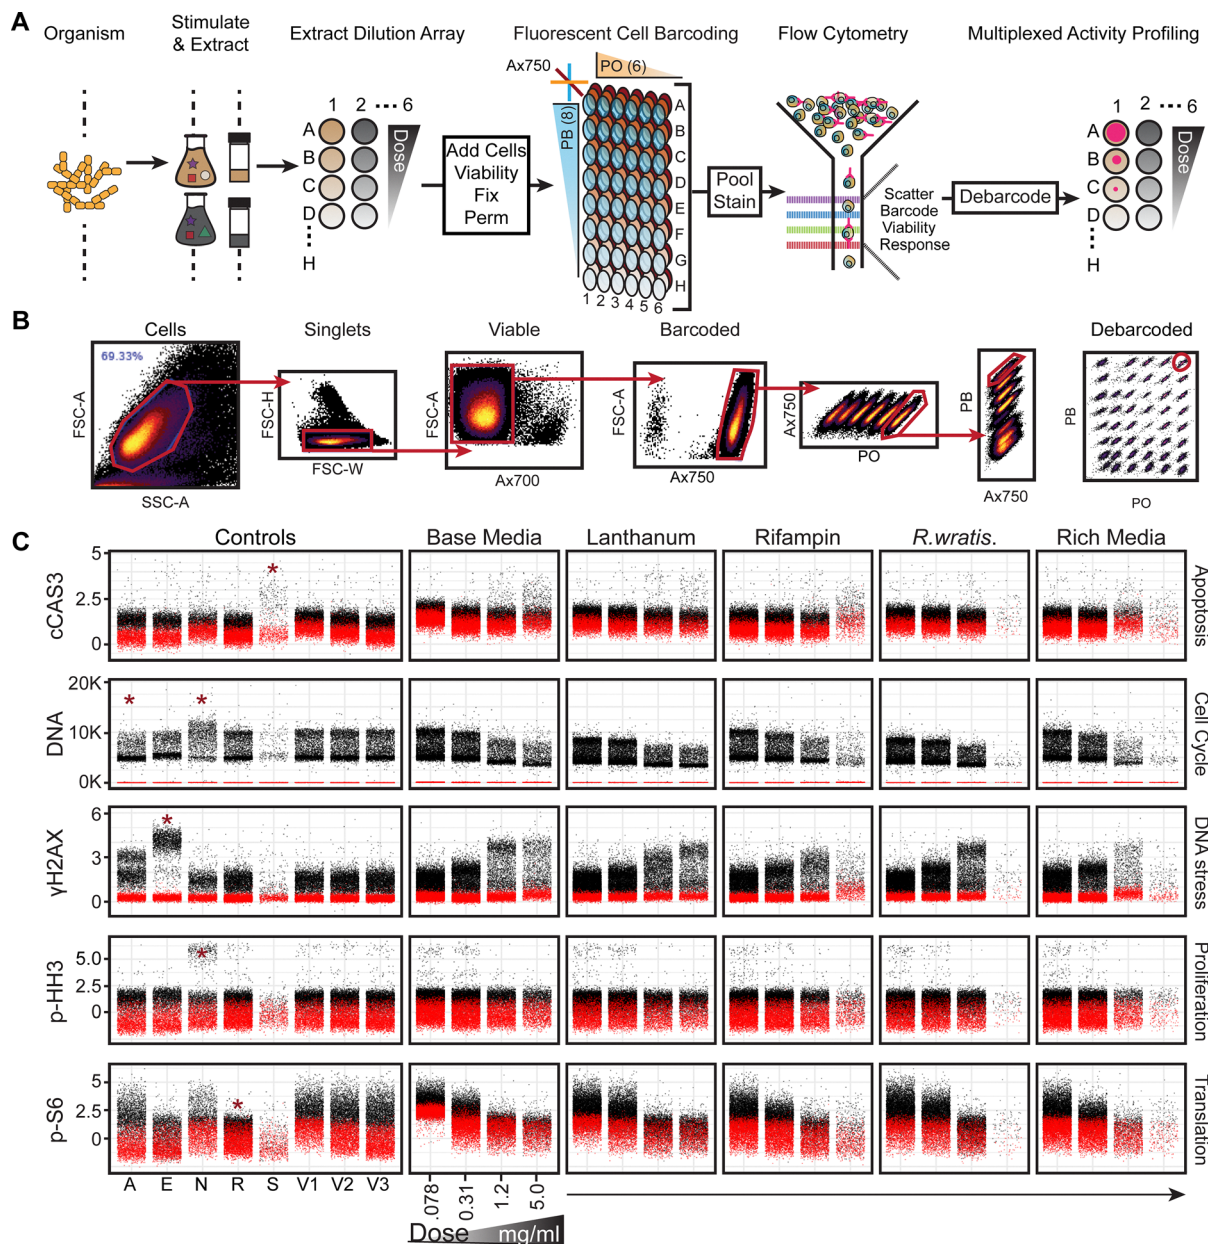 A
Organism
Stimulate
& Extract
Extract Dilution Array
Fluorescent Cell Barcoding
Flow Cytometry
Multiplexed Activity Profiling
1 2 6
A
B
C
D
H
Dose
Add Cells
Viability
Fix
Perm
Ax750
PO (6)
PB (8)
A
B
C
D
E
F
G
H
1 2 3 4 5 6
Pool
Stain
Scatter
Barcode
Viability
Response
Debarcode
1 2 6
A
B
C
D
H
Dose
B
Cells
Singlets
Viable
Barcoded
Debarcoded
69.33%
FSC-A
SSC-A
FSC-H
FSC-W
FSC-A
Ax700
FSC-A
Ax750
Ax750
PO
PB
Ax750
PB
PO
C
Controls
Base Media
Lanthanum
Rifampin
R.wratis.
Rich Media
cCAS3
5
2.5
0
*
Apoptosis
DNA
20K
10K
0K
* *
Cell Cycle
γH2AX
6
3
0
*
DNA stress
p-HH3
5.0
2.5
0
*
Proliferation
p-S6
5
2.5
0
*
Translation
A E N R S V1 V2 V3
.078 0.31 1.2 5.0
Dose mg/ml